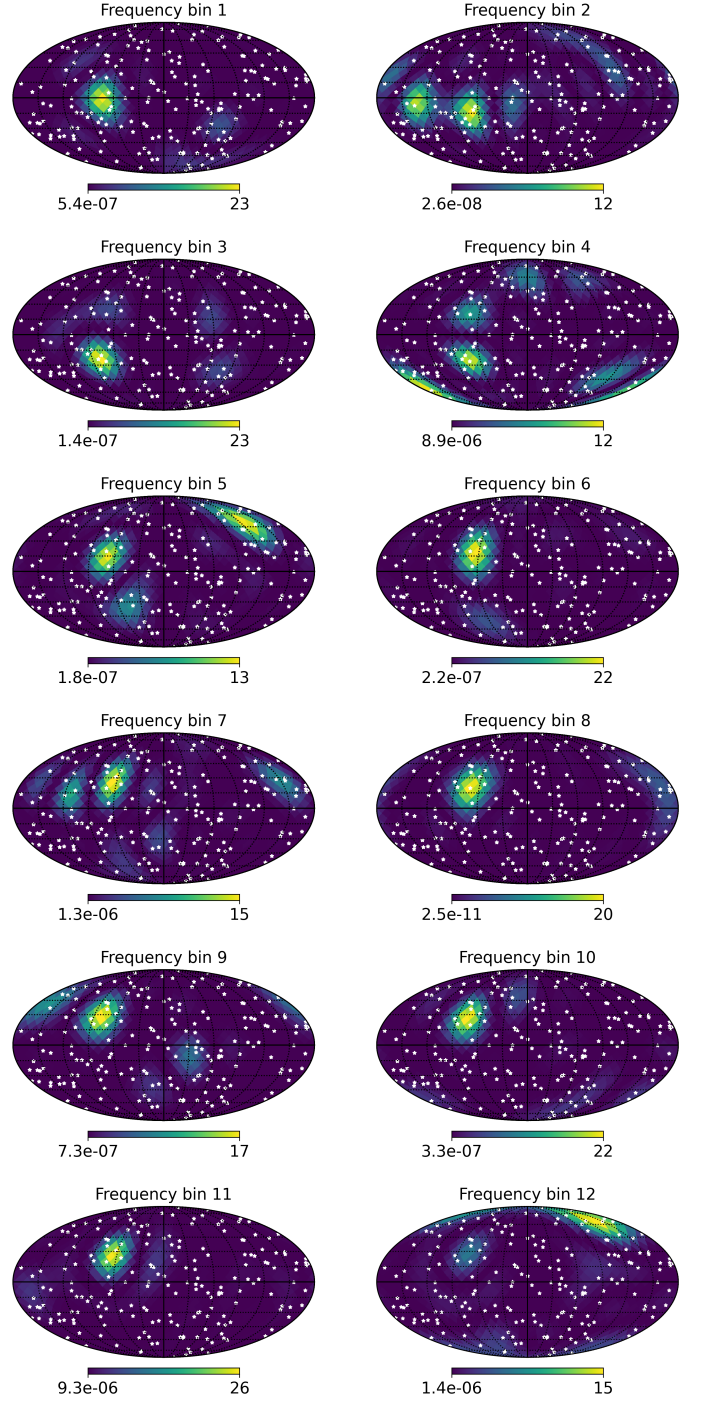 Frequency bin 1
Frequency bin 2
5.4e-07 23
2.6e-08 12
Frequency bin 3
Frequency bin 4
1.4e-07 23
8.9e-06 12
Frequency bin 5
Frequency bin 6
1.8e-07 13
2.2e-07 22
Frequency bin 7
Frequency bin 8
1.3e-06 15
2.5e-11 20
Frequency bin 9
Frequency bin 10
7.3e-07 17
3.3e-07 22
Frequency bin 11
Frequency bin 12
9.3e-06 26
1.4e-06 15